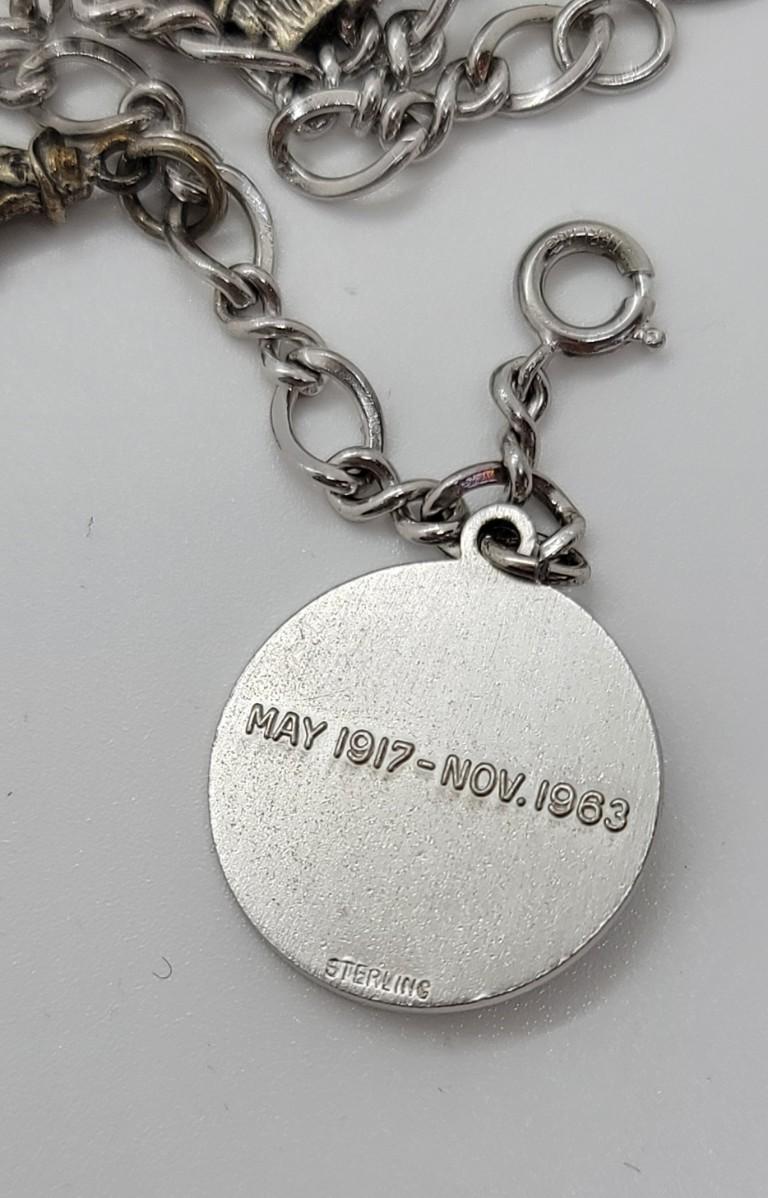 MAY 1917 - NOV. 1963
STERLING